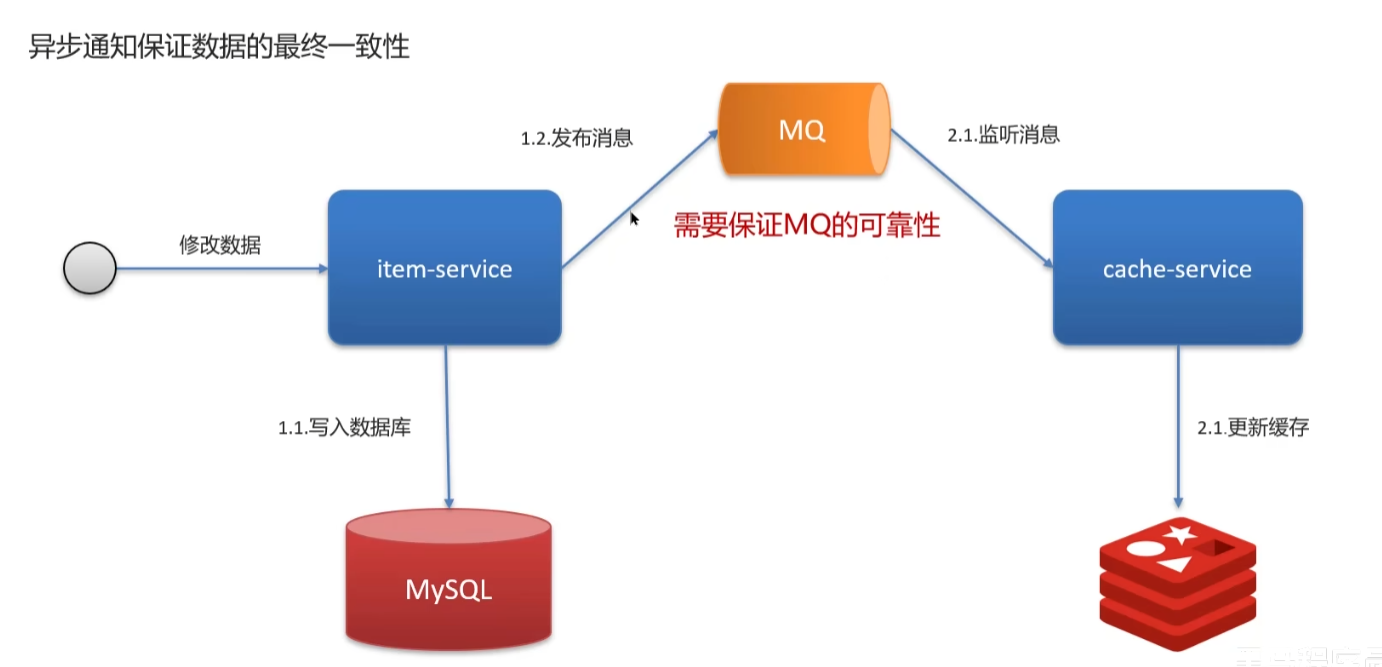 异步通知保证数据的最终一致性
MQ
1.2.发布消息
2.1.监听消息
需要保证MQ的可靠性
修改数据
item-service
cache-service
1.1.写入数据库
2.1.更新缓存
MySQL